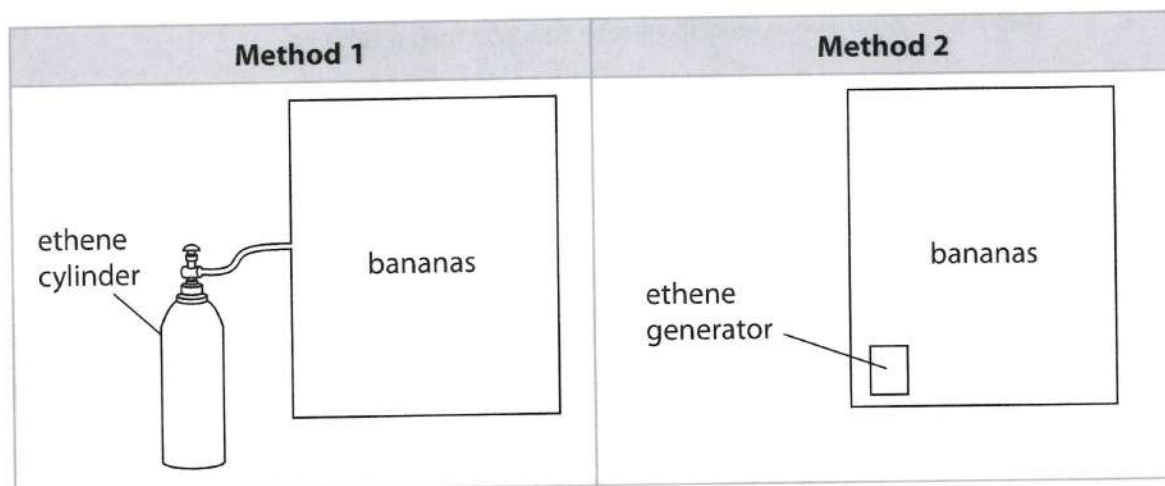 Method 1
Method 2
ethene
cylinder
bananas
ethene
generator
bananas